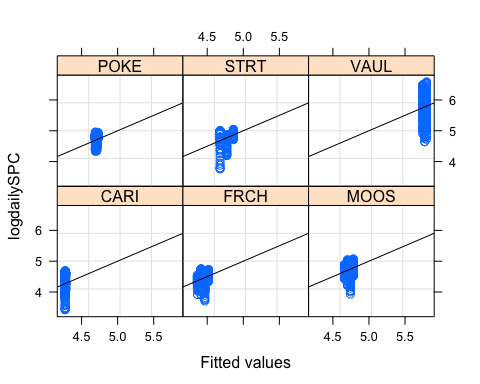 4.5 5.0 5.5
POKE STRT VAUL
6
5
4
CARI FRCH MOOS
6
5
4
4.5 5.0 5.5 4.5 5.0 5.5
logdailySPC
Fitted values